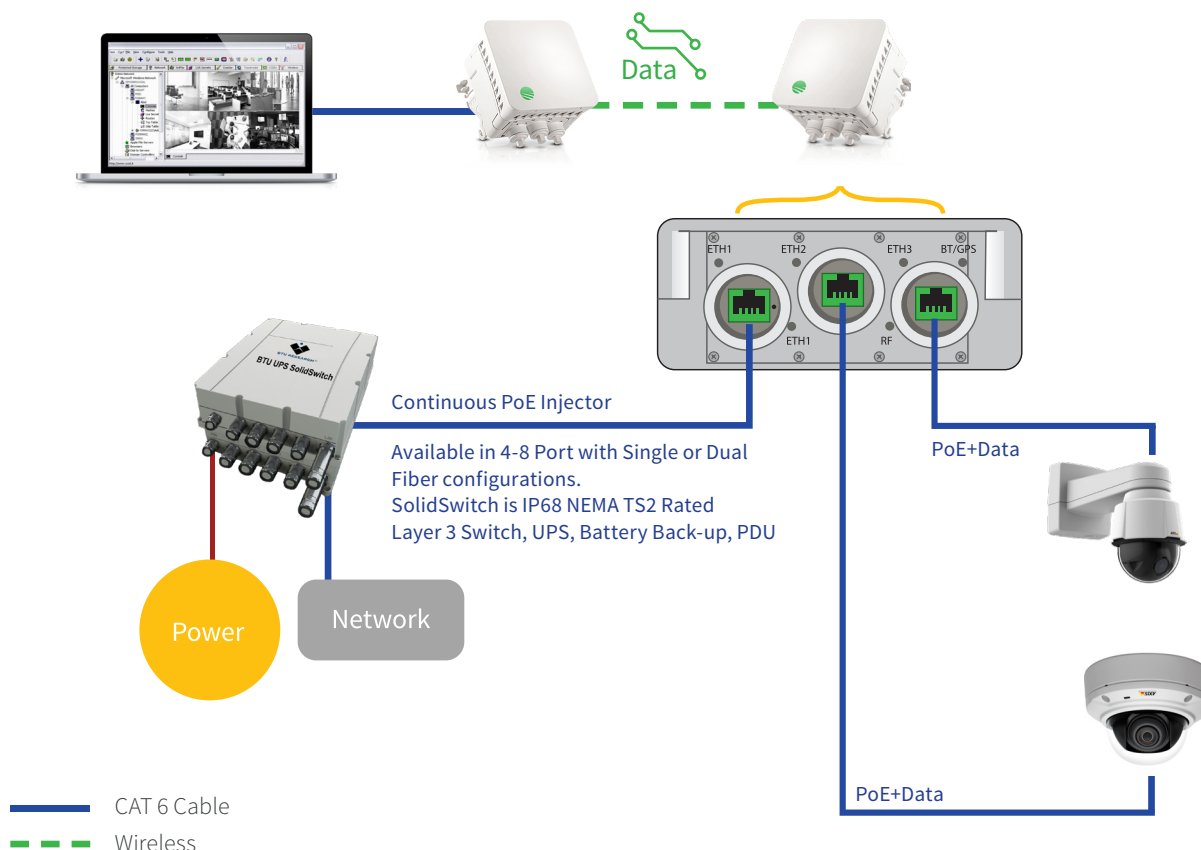 Data
ETH1
ETH2
ETH3
BT/GPS
ETH1
RF
BTU RESEARCH
BTU UPS SolidSwitch
Continuous PoE Injector
Available in 4-8 Port with Single or Dual
Fiber configurations.
SolidSwitch is IP68 NEMA TS2 Rated
Layer 3 Switch, UPS, Battery Back-up, PDU
PoE+Data
Power
Network
PoE+Data
CAT 6 Cable
Wireless